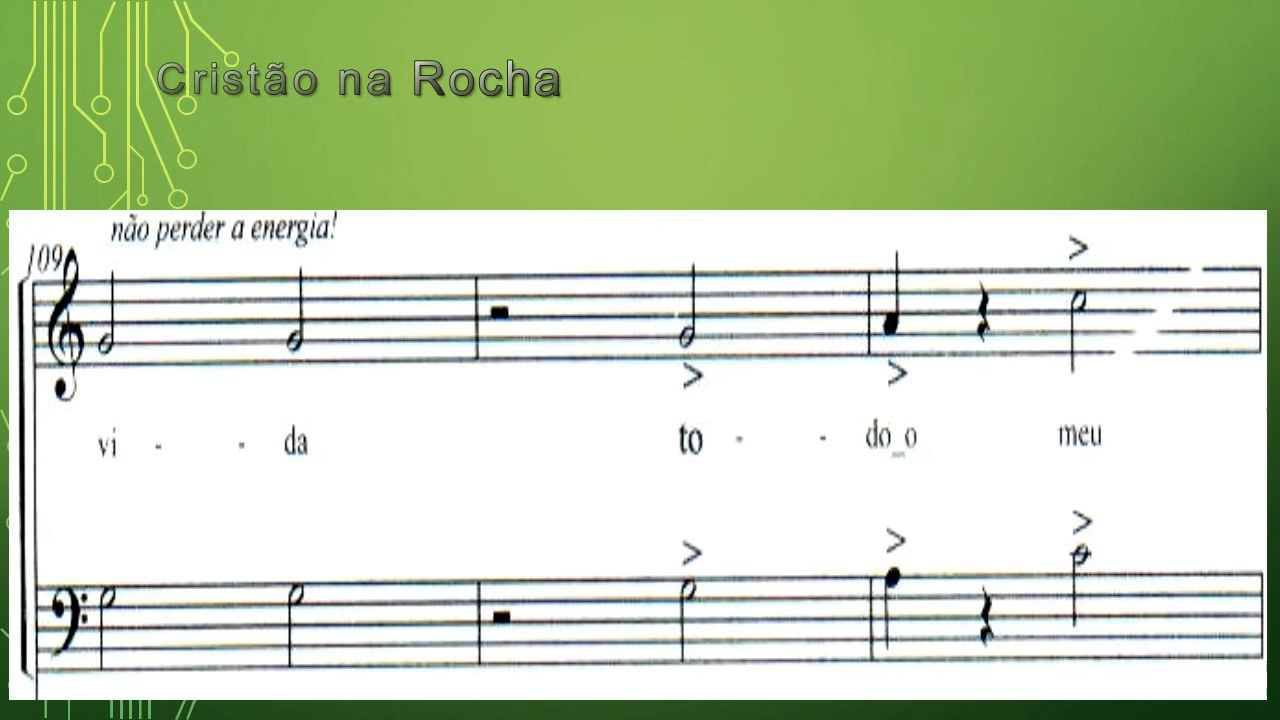 Cristão na Rocha
não perder a energia!
109
vi - - da to - - do_o meu